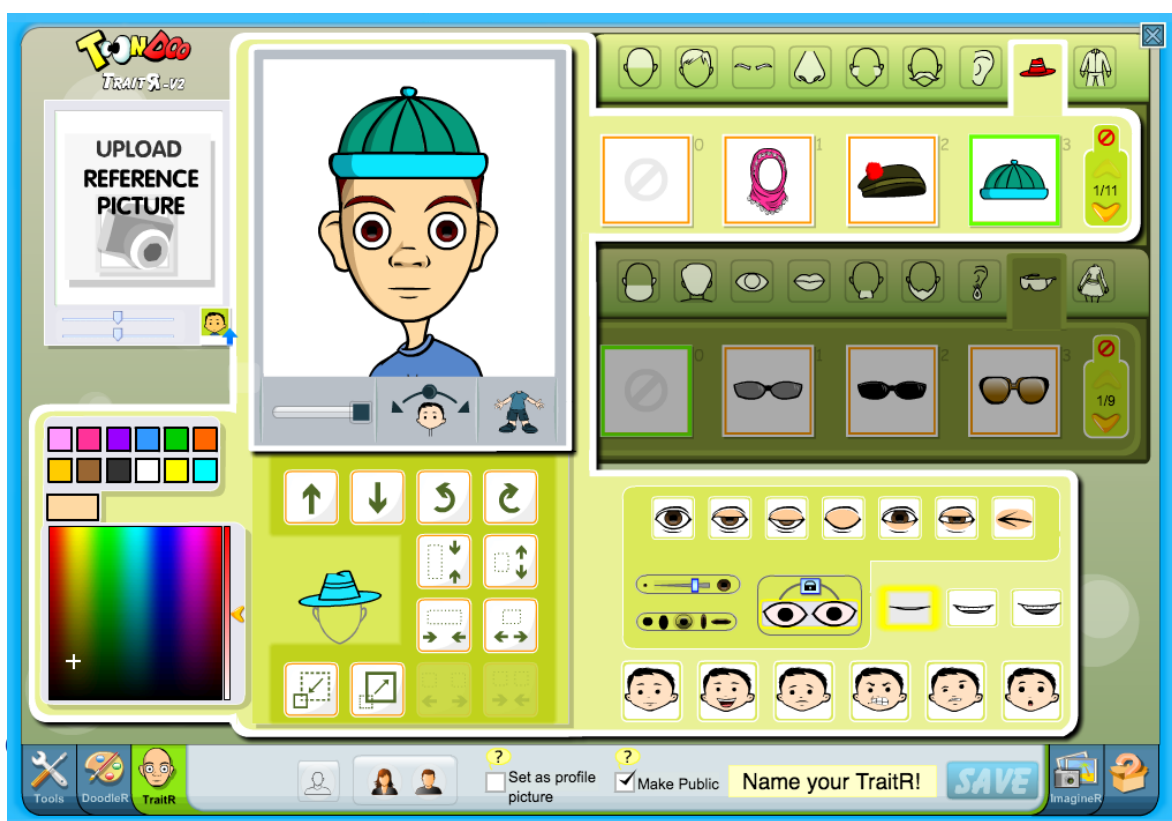 TOONDOO
TRAITR-V2
UPLOAD
REFERENCE
PICTURE
0
1
2
3
1/11
0
1
2
3
1/9
Tools
DoodleR
TraitR
?
Set as profile
picture
?
Make Public
Name your TraitR!
SAVE
ImagineR